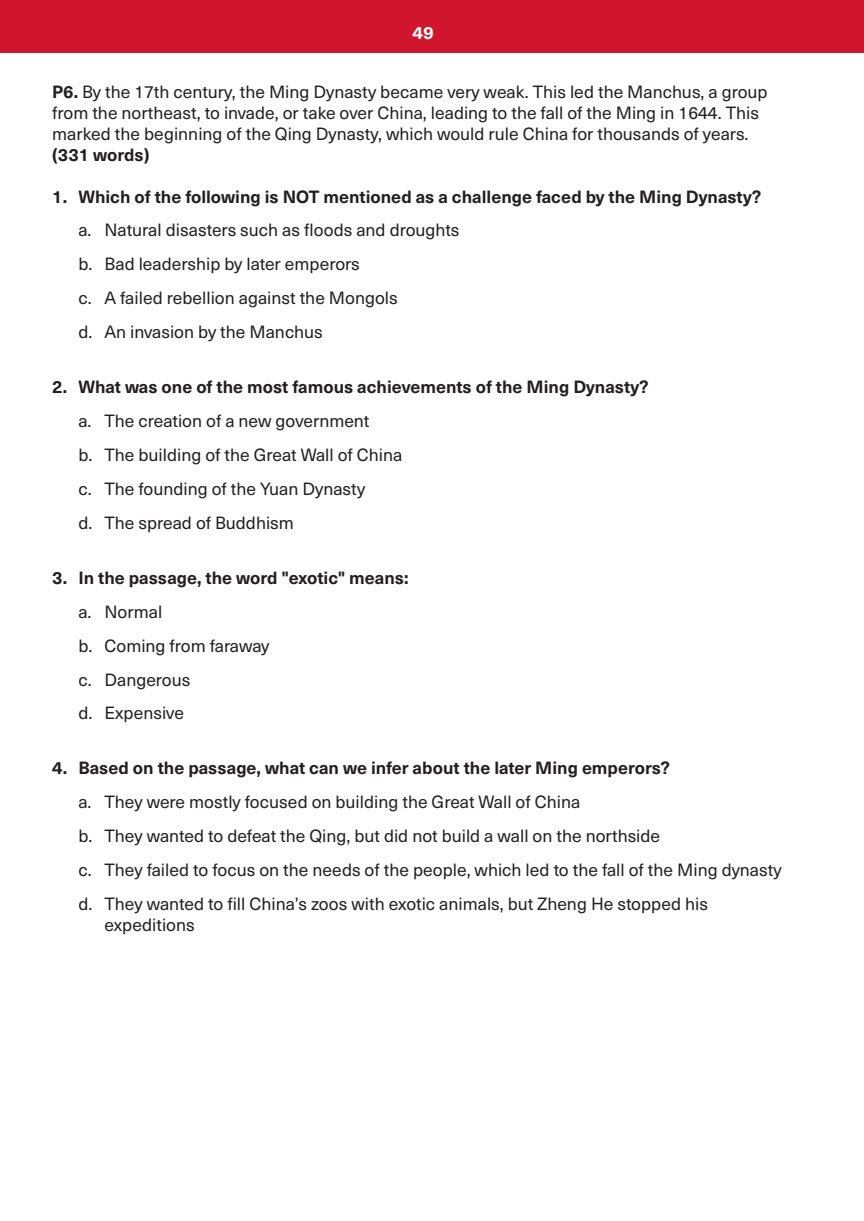 49
P6. By the 17th century, the Ming Dynasty became very weak. This led the Manchus, a group
from the northeast, to invade, or take over China, leading to the fall of the Ming in 1644. This
marked the beginning of the Qing Dynasty, which would rule China for thousands of years.
(331 words)
1. Which of the following is NOT mentioned as a challenge faced by the Ming Dynasty?
a. Natural disasters such as floods and droughts
b. Bad leadership by later emperors
c. A failed rebellion against the Mongols
d. An invasion by the Manchus
2. What was one of the most famous achievements of the Ming Dynasty?
a. The creation of a new government
b. The building of the Great Wall of China
c. The founding of the Yuan Dynasty
d. The spread of Buddhism
3. In the passage, the word "exotic" means:
a. Normal
b. Coming from faraway
c. Dangerous
d. Expensive
4. Based on the passage, what can we infer about the later Ming emperors?
a. They were mostly focused on building the Great Wall of China
b. They wanted to defeat the Qing, but did not build a wall on the northside
c. They failed to focus on the needs of the people, which led to the fall of the Ming dynasty
d. They wanted to fill China’s zoos with exotic animals, but Zheng He stopped his
expeditions